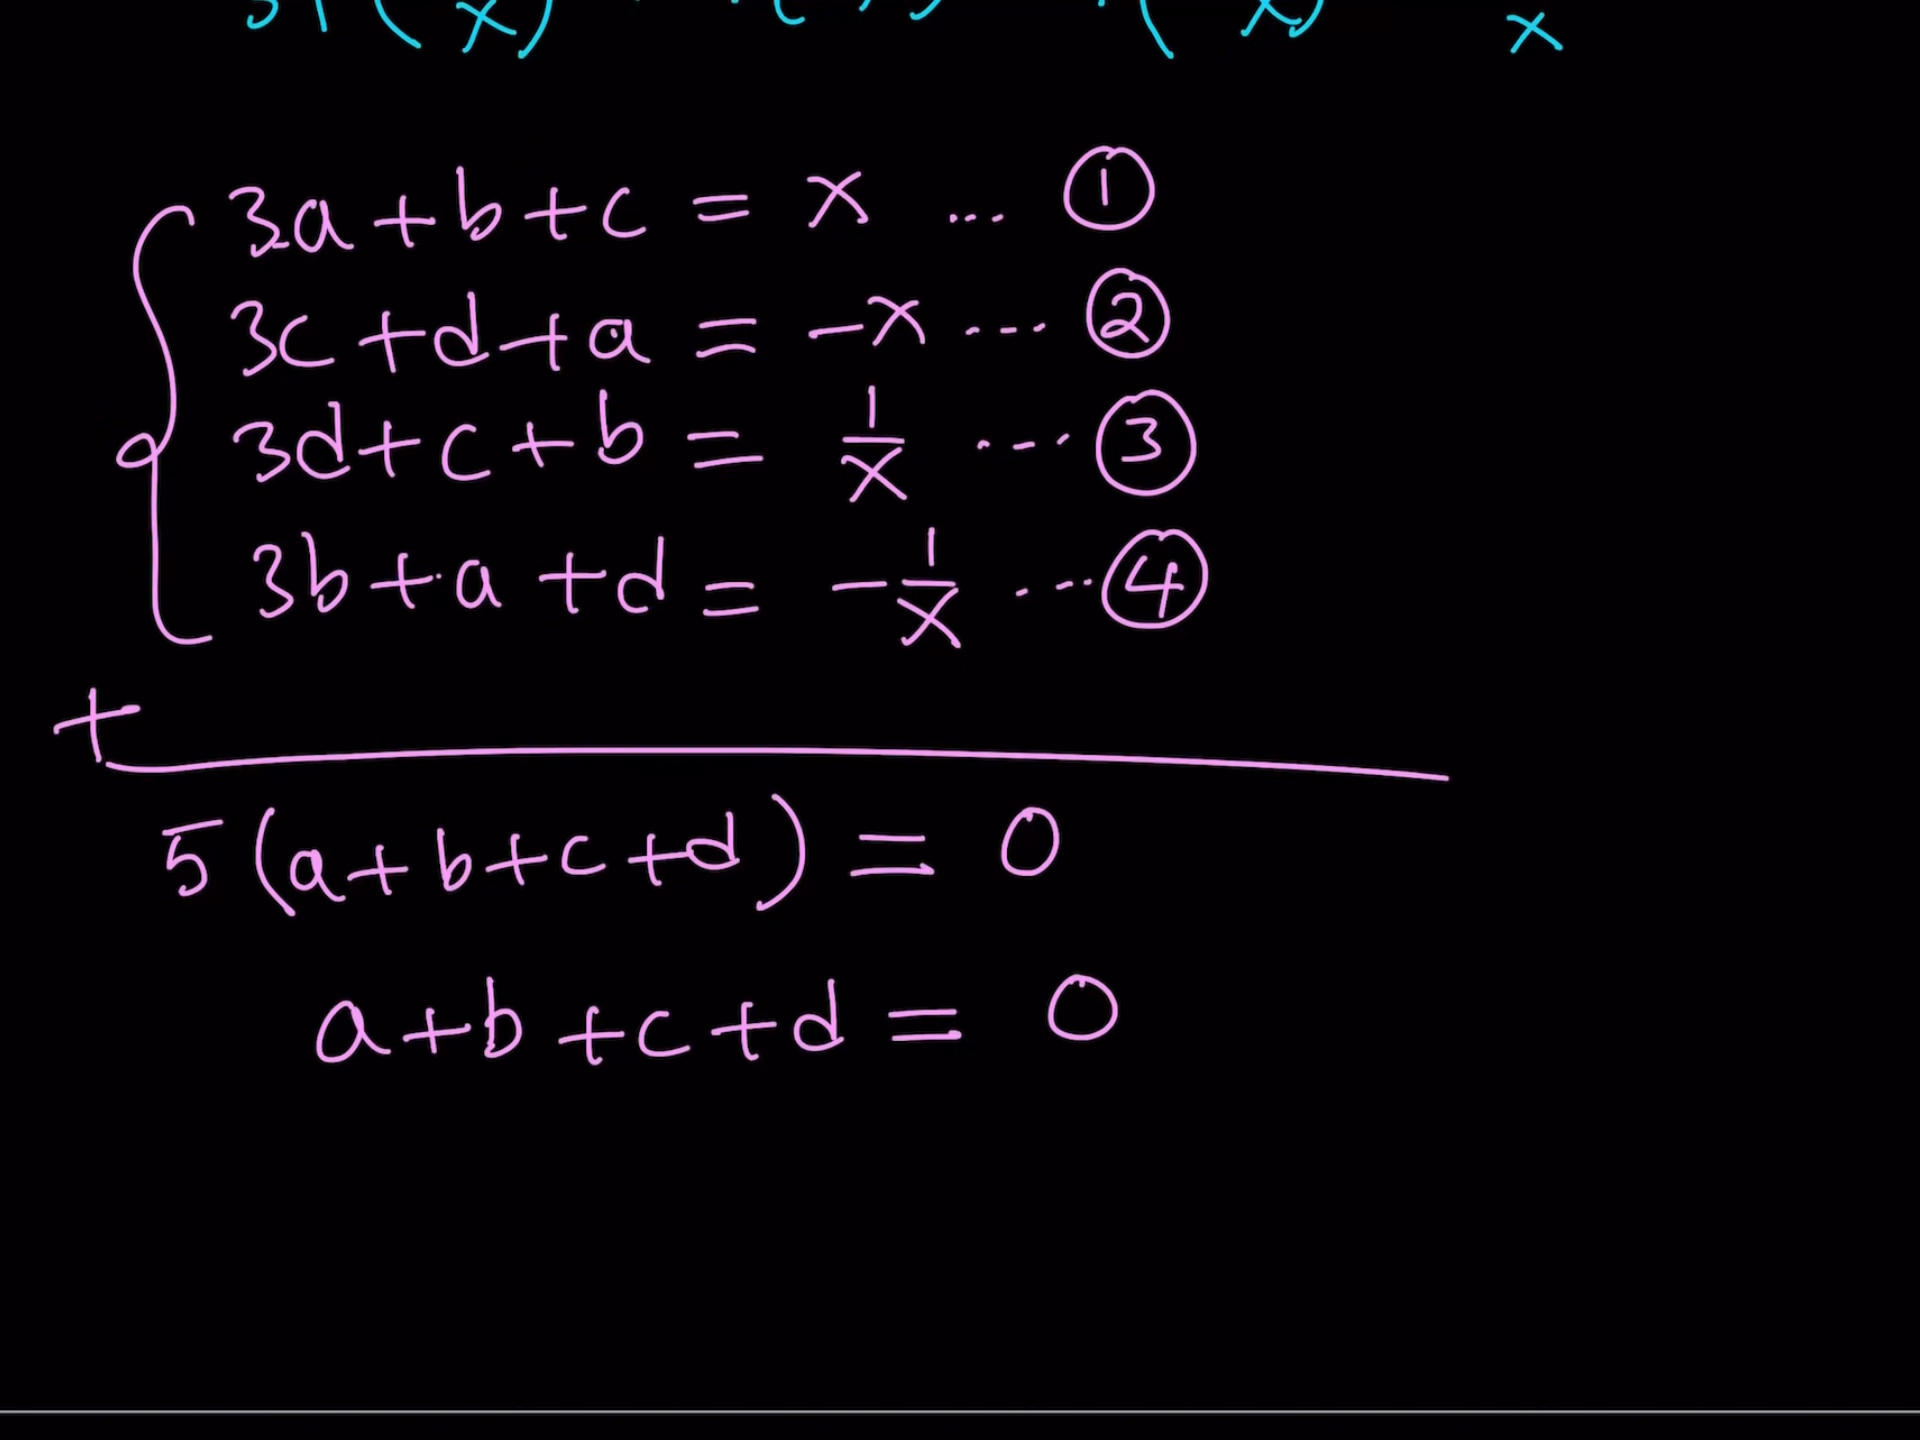 3a+b+c = x ... ①
3c+d+a = -x ... ②
3d+c+b = 1/x ... ③
3b+a+d = -1/x ... ④
+
5(a+b+c+d) = 0
a+b+c+d = 0